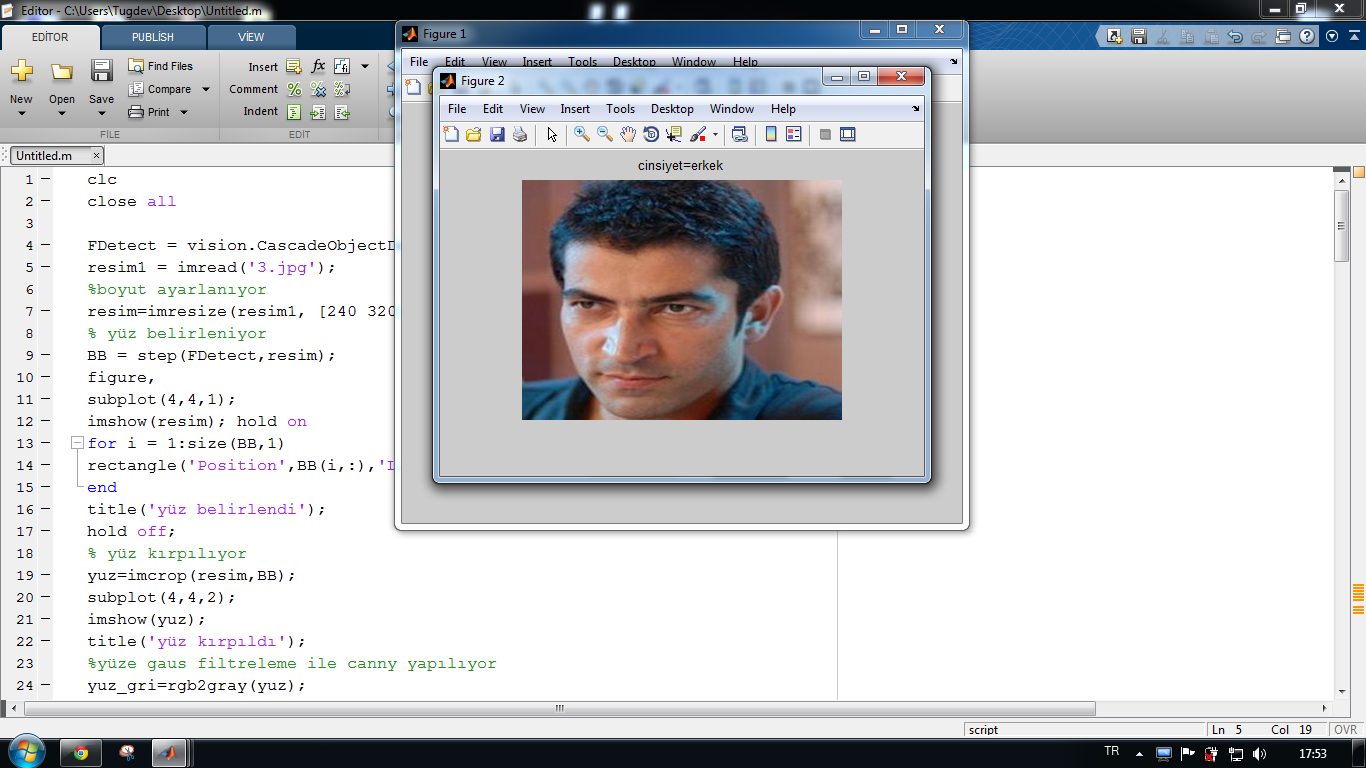 Editor - C:\Users\Tugdev\Desktop\Untitled.m
EDİTOR PUBLİSH VİEW
New Open Save
Find Files
Compare
Print
FİLE
Insert
Comment
Indent
EDİT
Untitled.m ×
1 clc
2 close all
3
4 FDetect = vision.CascadeObjectD
5 resim1 = imread('3.jpg');
6 %boyut ayarlanıyor
7 resim=imresize(resim1, [240 320
8 % yüz belirleniyor
9 BB = step(FDetect,resim);
10 figure,
11 subplot(4,4,1);
12 imshow(resim); hold on
13 for i = 1:size(BB,1)
14 rectangle('Position',BB(i,:),'L
15 end
16 title('yüz belirlendi');
17 hold off;
18 % yüz kırpılıyor
19 yuz=imcrop(resim,BB);
20 subplot(4,4,2);
21 imshow(yuz);
22 title('yüz kırpıldı');
23 %yüze gaus filtreleme ile canny yapılıyor
24 yuz_gri=rgb2gray(yuz);
Figure 1
File Edit View Insert Tools Desktop Window Help
Figure 2
File Edit View Insert Tools Desktop Window Help
cinsiyet=erkek
script Ln 5 Col 19 OVR
TR 17:53